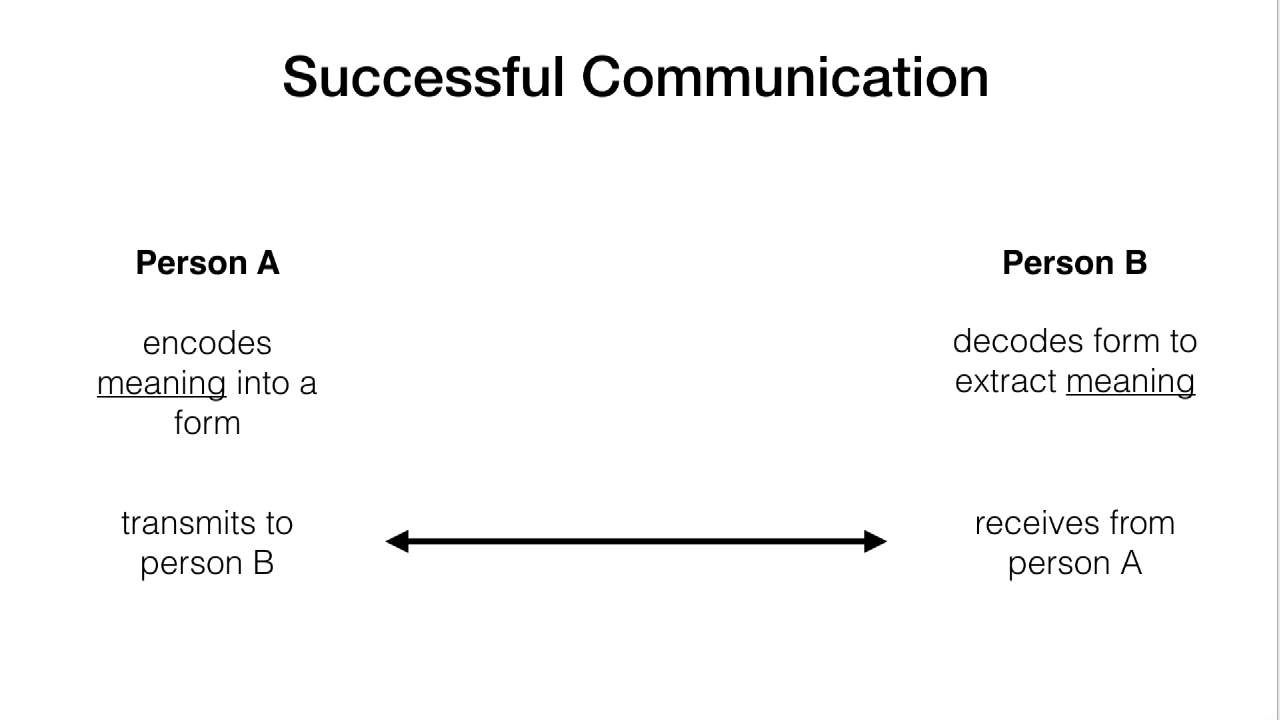 Successful Communication
Person A
encodes
meaning into a
form
transmits to
person B
Person B
decodes form to
extract meaning
receives from
person A